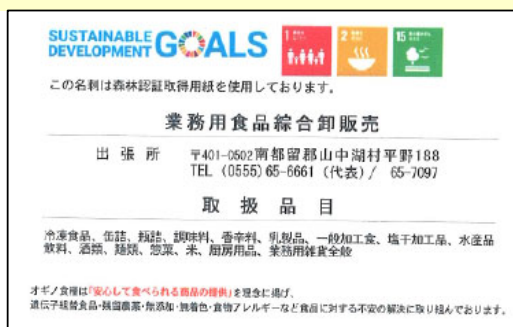 SUSTAINABLE
DEVELOPMENT GOALS
1
2
15
この名刺は森林認証取得用紙を使用しております。
業務用食品綜合卸販売
出張所 〒401-0502南都留郡山中湖村平野188
TEL (0555) 65-6661 (代表) / 65-7097
取扱品目
冷凍食品、缶詰、瓶詰、調味料、香辛料、乳製品、一般加工食、塩干加工品、水産品
飲料、酒類、麺類、惣菜、米、厨房用品、業務用雑貨全般
オギノ食糧は「安心して食べられる商品の提供」を理念に掲げ、
遺伝子組替食品・残留農薬・無添加・無着色・食物アレルギーなど食品に対する不安の解決に取り組んでおります。